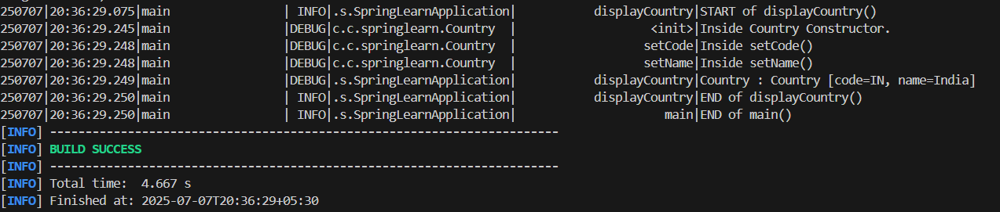 250707|20:36:29.075|main                | INFO|.s.SpringLearnApplication|            displayCountry|START of displayCountry()
250707|20:36:29.245|main                |DEBUG|c.c.springlearn.Country  |                    <init>|Inside Country Constructor.
250707|20:36:29.248|main                |DEBUG|c.c.springlearn.Country  |                   setCode|Inside setCode()
250707|20:36:29.248|main                |DEBUG|c.c.springlearn.Country  |                   setName|Inside setName()
250707|20:36:29.249|main                |DEBUG|.s.SpringLearnApplication|            displayCountry|Country : Country [code=IN, name=India]
250707|20:36:29.250|main                | INFO|.s.SpringLearnApplication|            displayCountry|END of displayCountry()
250707|20:36:29.250|main                | INFO|.s.SpringLearnApplication|                      main|END of main()
[INFO] ------------------------------------------------------------------------
[INFO] BUILD SUCCESS
[INFO] ------------------------------------------------------------------------
[INFO] Total time:  4.667 s
[INFO] Finished at: 2025-07-07T20:36:29+05:30